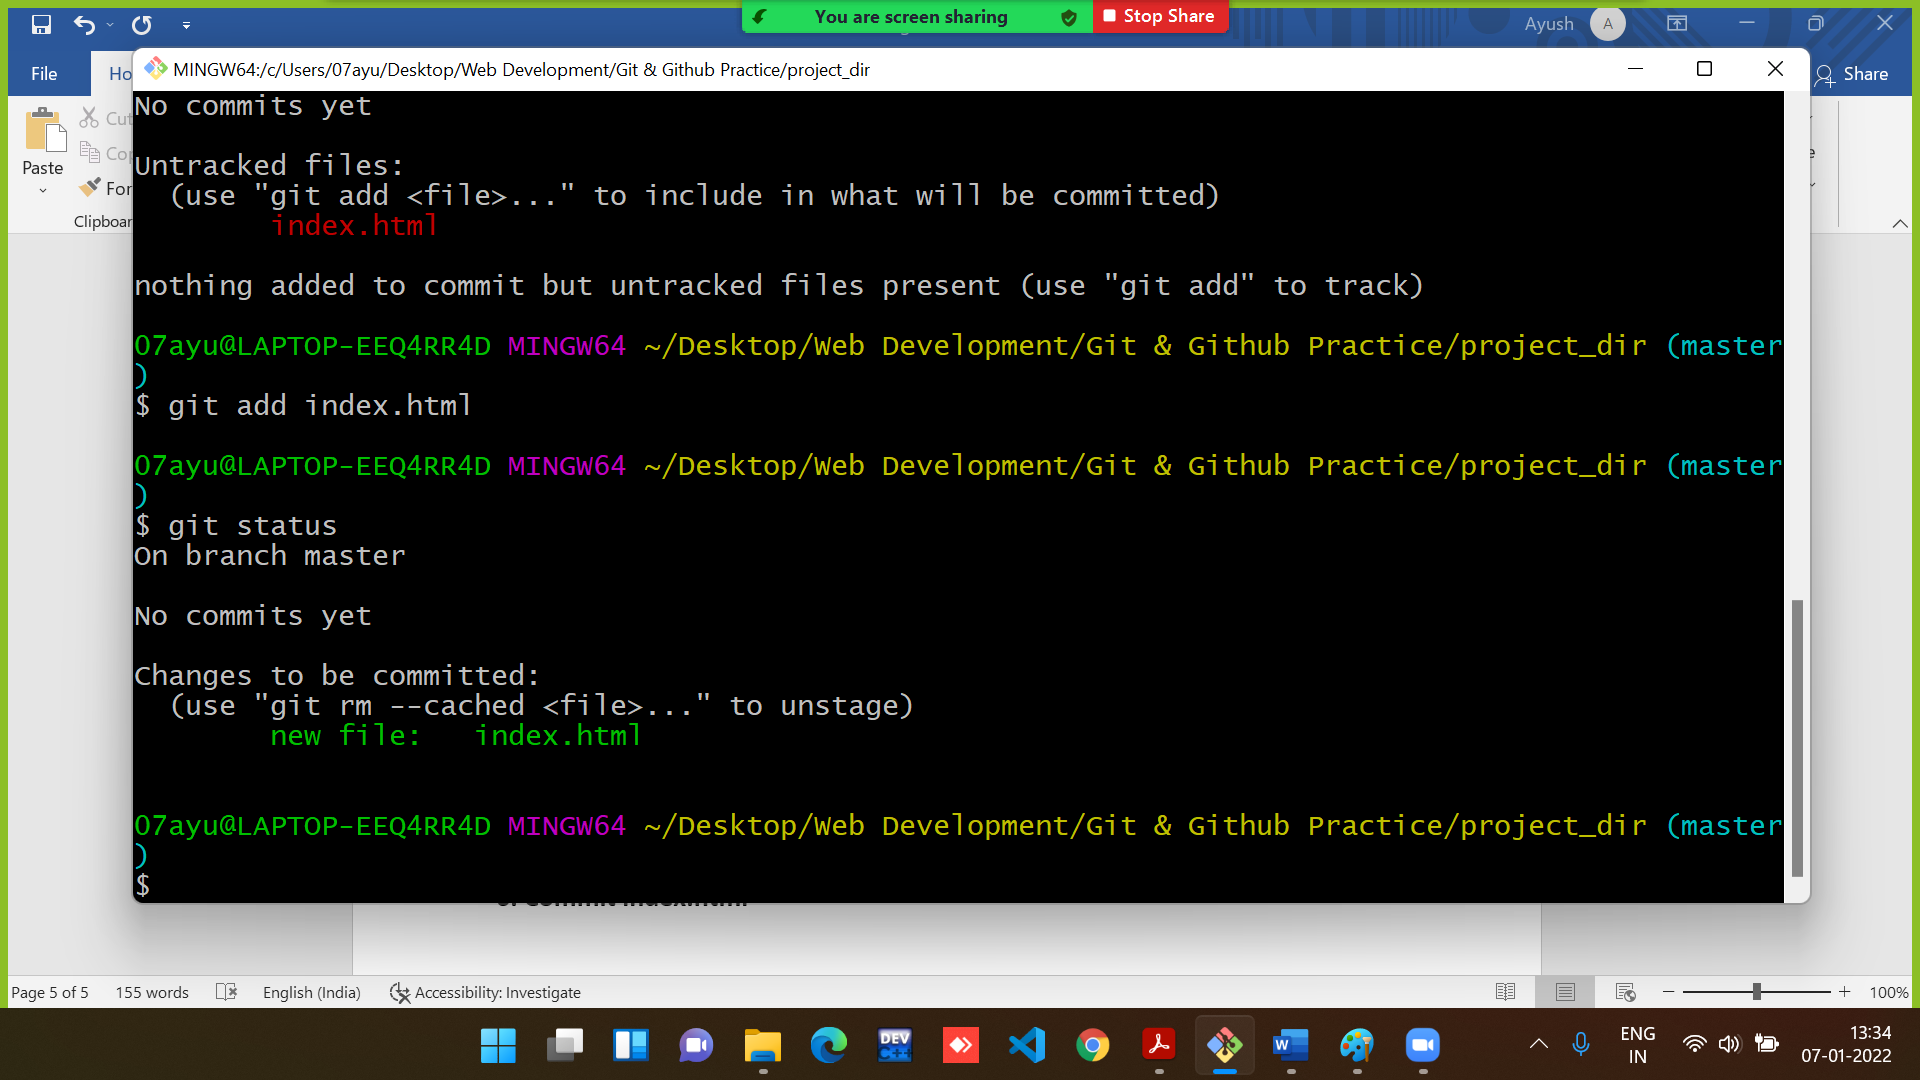 You are screen sharing
Stop Share
Ayush
A
File
Ho
Share
MINGW64:/c/Users/07ayu/Desktop/Web Development/Git & Github Practice/project_dir
Paste
Cut
Cop
For
Clipboar
No commits yet
Untracked files:
(use "git add <file>..." to include in what will be committed)
index.html
nothing added to commit but untracked files present (use "git add" to track)
07ayu@LAPTOP-EEQ4RR4D MINGW64 ~/Desktop/Web Development/Git & Github Practice/project_dir (master
)
$ git add index.html
07ayu@LAPTOP-EEQ4RR4D MINGW64 ~/Desktop/Web Development/Git & Github Practice/project_dir (master
)
$ git status
On branch master
No commits yet
Changes to be committed:
(use "git rm --cached <file>..." to unstage)
new file:   index.html
07ayu@LAPTOP-EEQ4RR4D MINGW64 ~/Desktop/Web Development/Git & Github Practice/project_dir (master
)
$
Commit index.html
Page 5 of 5
155 words
English (India)
Accessibility: Investigate
100%
DEV
C++
W
ENG
IN
13:34
07-01-2022